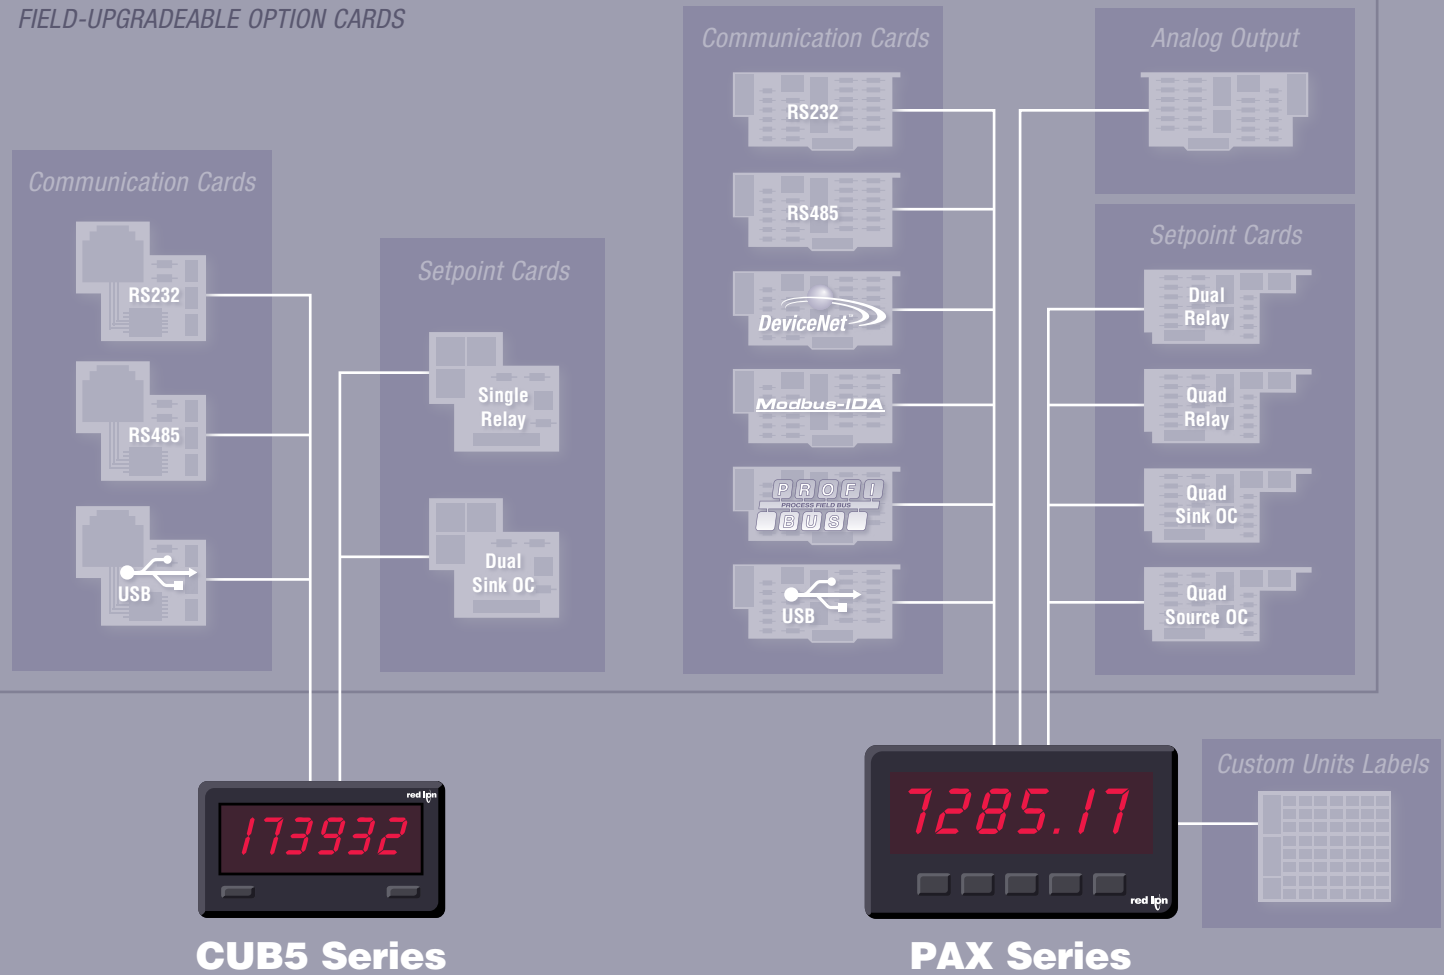 FIELD-UPGRADEABLE OPTION CARDS
Communication Cards
RS232
RS485
USB
Setpoint Cards
Single
Relay
Dual
Sink OC
Communication Cards
RS232
RS485
DeviceNet™
Modbus-IDA
PROFI
PROCESS FIELD BUS
BUS
USB
Analog Output
Setpoint Cards
Dual
Relay
Quad
Relay
Quad
Sink OC
Quad
Source OC
red lion
173932
CUB5 Series
7285.17
red lion
PAX Series
Custom Units Labels